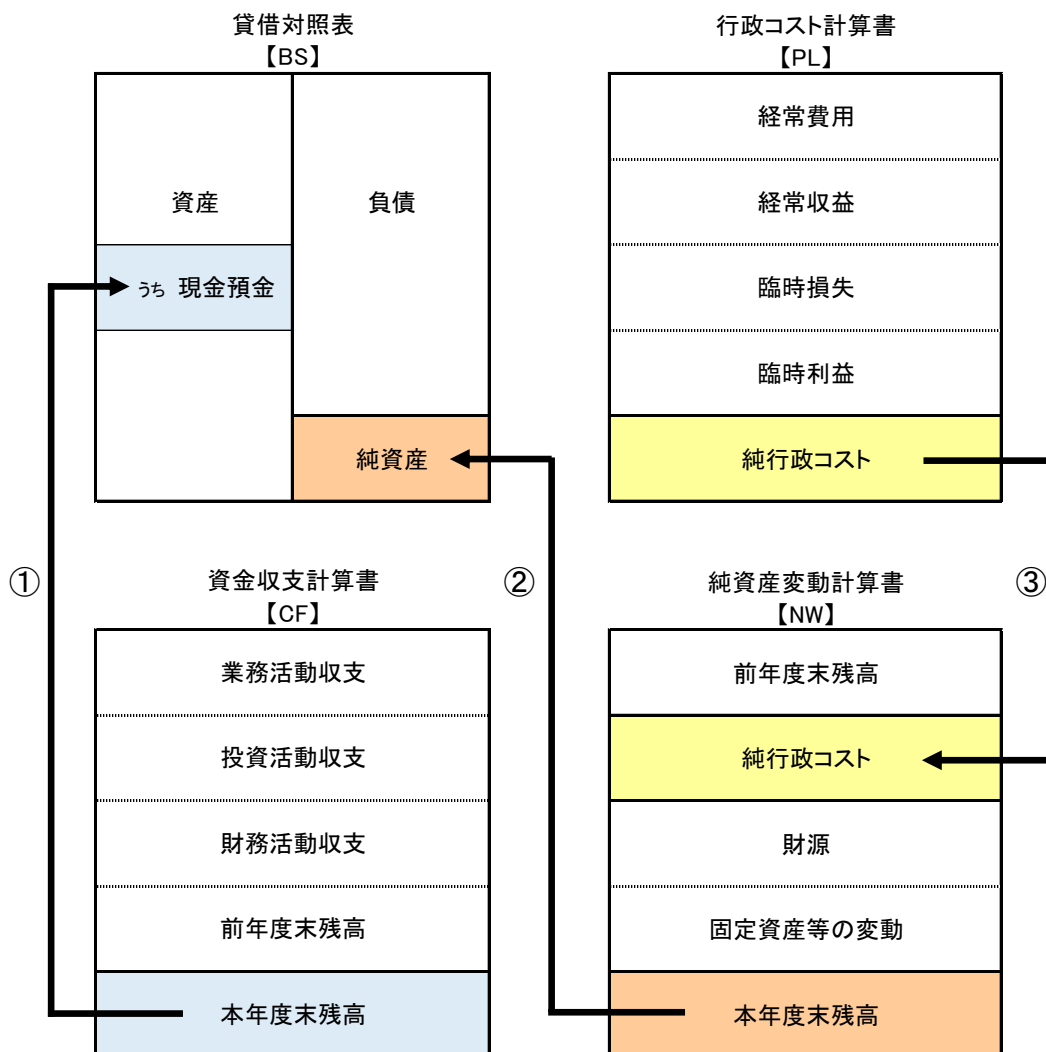 貸借対照表
【BS】
資産
うち 現金預金
負債
純資産
行政コスト計算書
【PL】
経常費用
経常収益
臨時損失
臨時利益
純行政コスト
①
資金収支計算書
【CF】
業務活動収支
投資活動収支
財務活動収支
前年度末残高
本年度末残高
②
純資産変動計算書
【NW】
前年度末残高
純行政コスト
財源
固定資産等の変動
本年度末残高
③